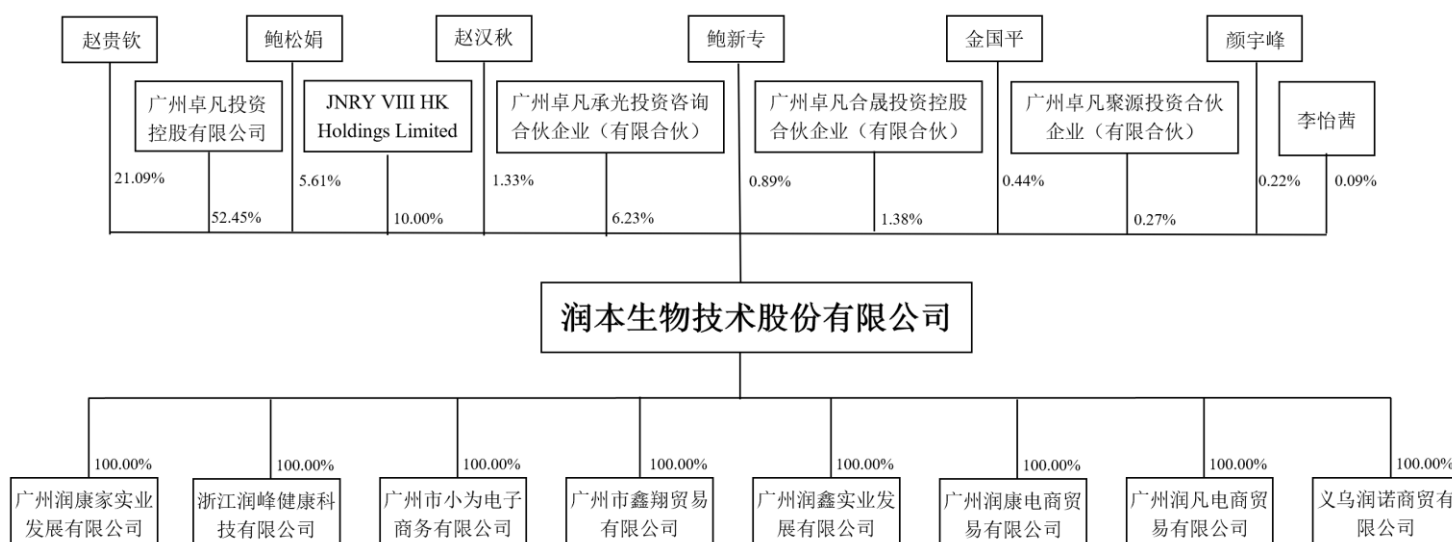 赵贵钦
鲍松娟
赵汉秋
鲍新专
金国平
颜宇峰
广州卓凡投资
控股有限公司
JNRY VIII HK
Holdings Limited
广州卓凡承光投资咨询
合伙企业（有限合伙）
广州卓凡合晟投资控股
合伙企业（有限合伙）
广州卓凡聚源投资合伙
企业（有限合伙）
李怡茜
21.09%
5.61%
1.33%
0.89%
0.44%
0.22%
0.09%
52.45%
10.00%
6.23%
1.38%
0.27%
润本生物技术股份有限公司
100.00%
100.00%
100.00%
100.00%
100.00%
100.00%
100.00%
100.00%
广州润康家实业
发展有限公司
浙江润峰健康科
技有限公司
广州市小为电子
商务有限公司
广州市鑫翔贸易
有限公司
广州润鑫实业发
展有限公司
广州润康电商贸
易有限公司
广州润凡电商贸
易有限公司
义乌润诺商贸有
限公司